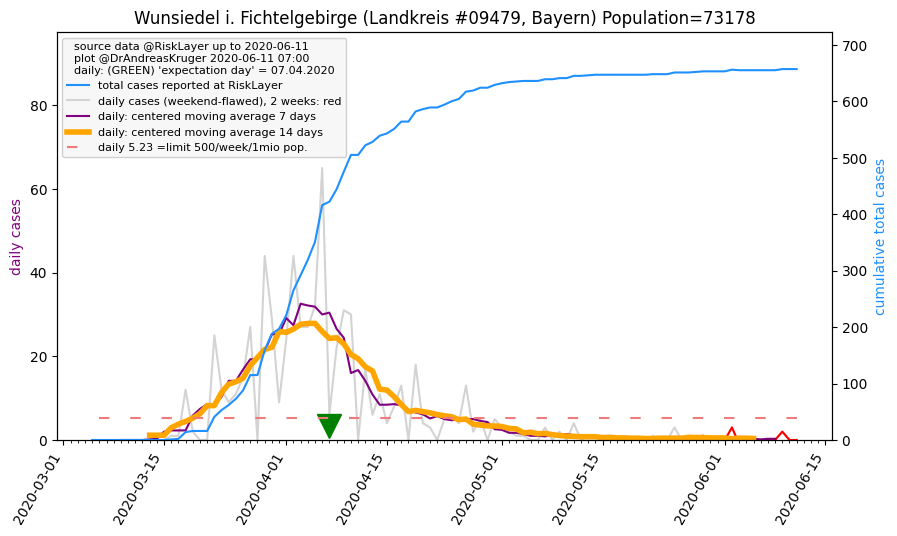 Wunsiedel i. Fichtelgebirge (Landkreis #09479, Bayern) Population=73178
source data @RiskLayer up to 2020-06-11
plot @DrAndreasKruger 2020-06-11 07:00
daily: (GREEN) 'expectation day' = 07.04.2020
total cases reported at RiskLayer
daily cases (weekend-flawed), 2 weeks: red
daily: centered moving average 7 days
daily: centered moving average 14 days
daily 5.23 =limit 500/week/1mio pop.
daily cases
80
60
40
20
0
cumulative total cases
700
600
500
400
300
200
100
0
2020-03-01
2020-03-15
2020-04-01
2020-04-15
2020-05-01
2020-05-15
2020-06-01
2020-06-15